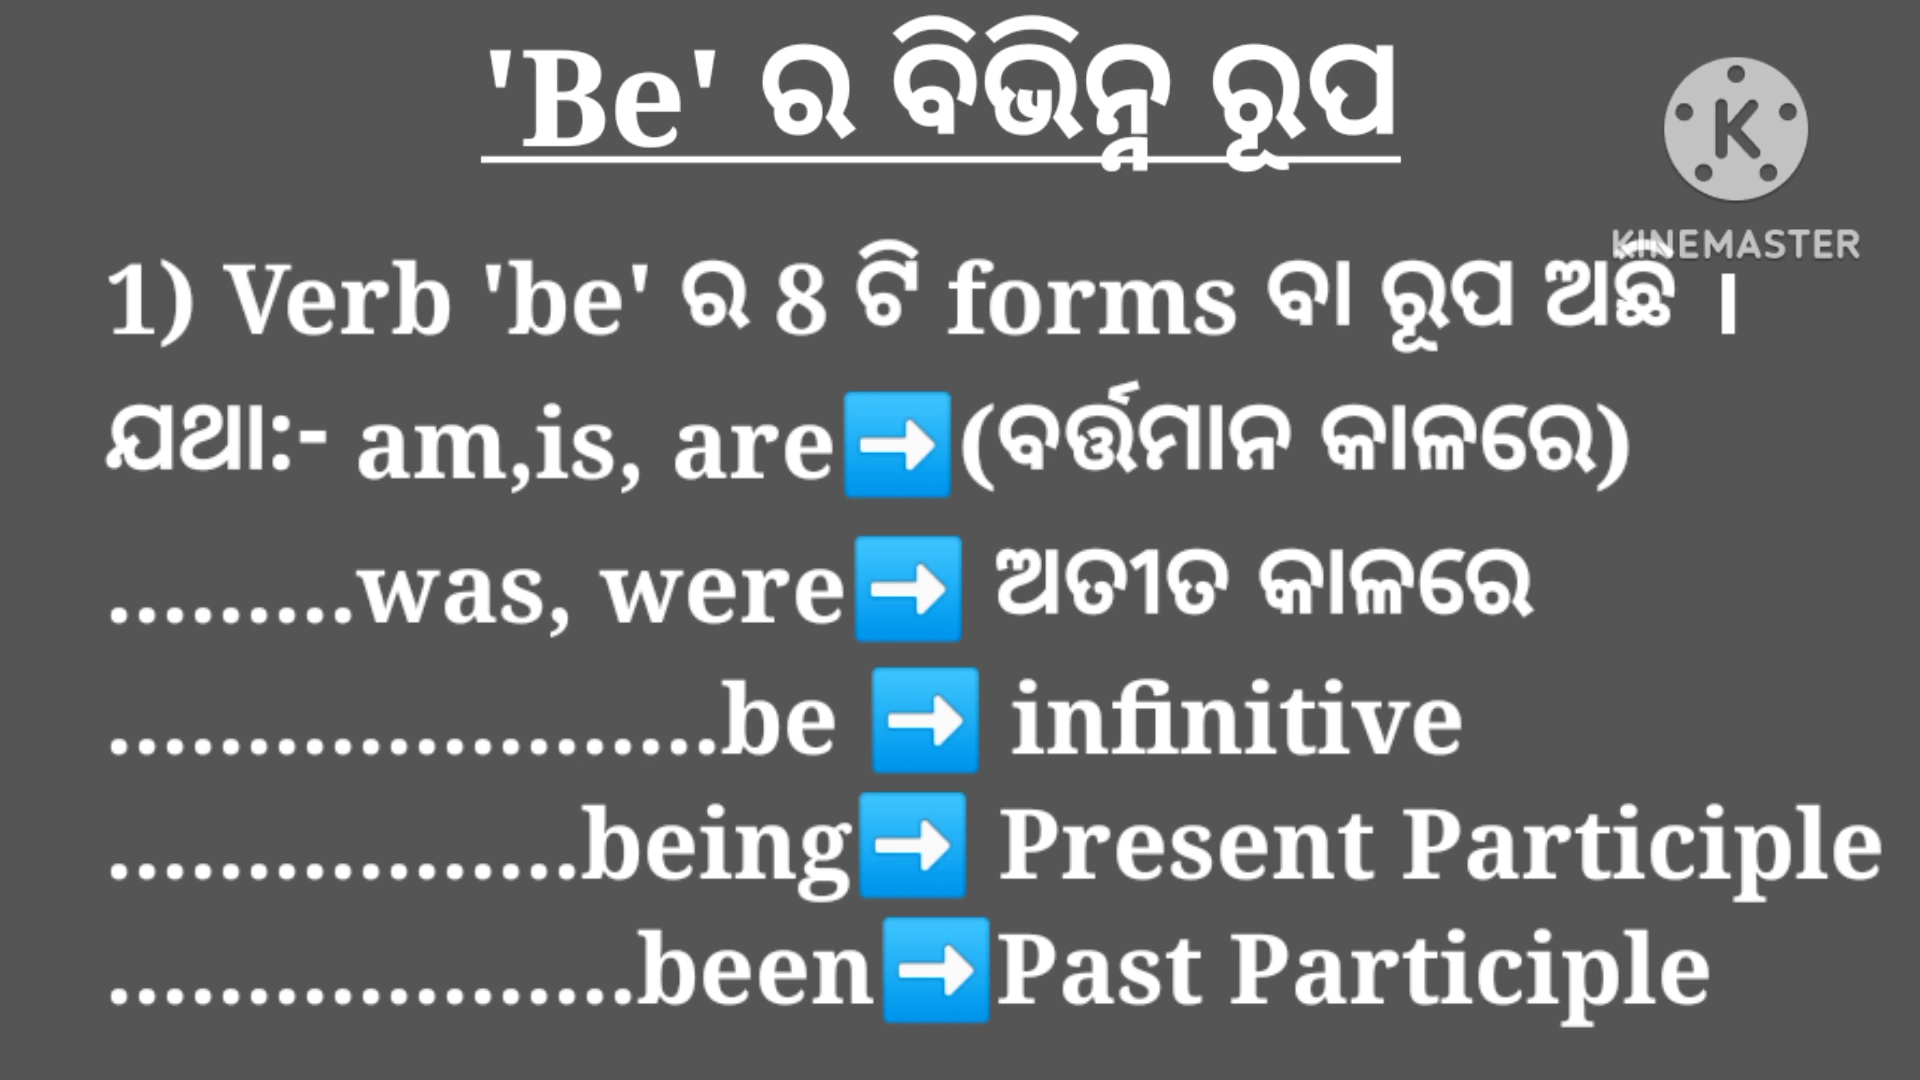 'Be' ର ବିଭିନ୍ନ ରୂପ
K
KINEMASTER
1) Verb 'be' ର 8 ଟି forms ବା ରୂପ ଅଛି ।
ଯଥା:- am,is, are➡(ବର୍ତ୍ତମାନ କାଳରେ)
.........was, were➡ ଅତୀତ କାଳରେ
......................be ➡ infinitive
.................being➡ Present Participle
...................been➡Past Participle